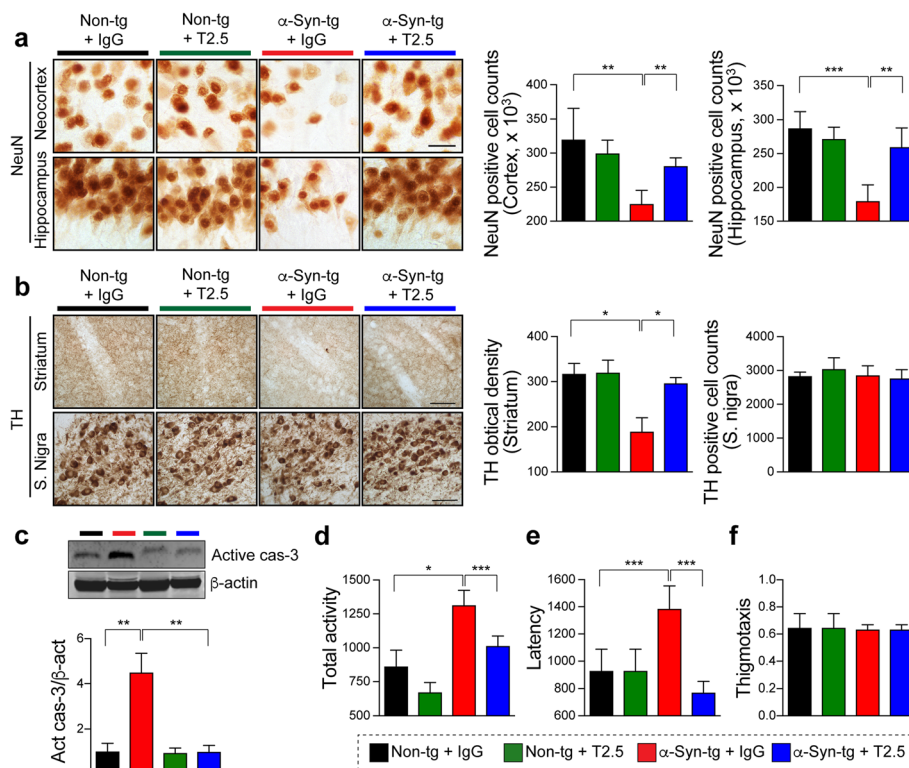 a
Non-tg
+ IgG
Non-tg
+ T2.5
α-Syn-tg
+ IgG
α-Syn-tg
+ T2.5
NeuN
Neocortex
Hippocampus
NeuN positive cell counts
(Cortex, x 10³)
400
350
300
250
200
**
**
NeuN positive cell counts
(Hippocampus, x 10³)
350
300
250
200
150
***
**
b
Non-tg
+ IgG
Non-tg
+ T2.5
α-Syn-tg
+ IgG
α-Syn-tg
+ T2.5
TH
Striatum
S. Nigra
TH optical density
(Striatum)
400
300
200
100
*
*
TH positive cell counts
(S. nigra)
4000
3000
2000
1000
0
c
Active cas-3
β-actin
Act cas-3/β-act
6
4
2
**
**
d
Total activity
1500
1250
1000
750
500
*
***
e
Latency
1600
1400
1200
1000
800
600
***
***
f
Thigmotaxis
1.0
0.8
0.6
0.4
0.2
0.0
Non-tg + IgG
Non-tg + T2.5
α-Syn-tg + IgG
α-Syn-tg + T2.5